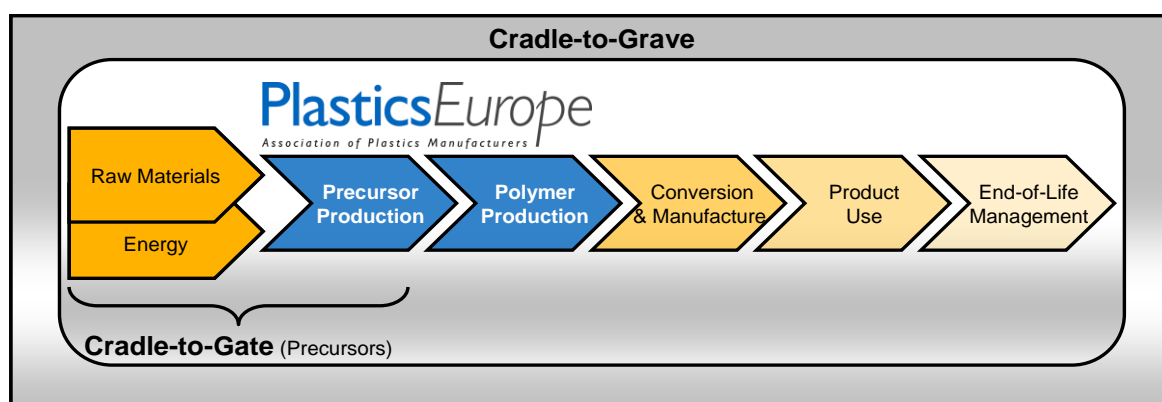 Cradle-to-Grave
PlasticsEurope
Association of Plastics Manufacturers
Raw Materials
Energy
Precursor
Production
Polymer
Production
Conversion
& Manufacture
Product
Use
End-of-Life
Management
Cradle-to-Gate (Precursors)